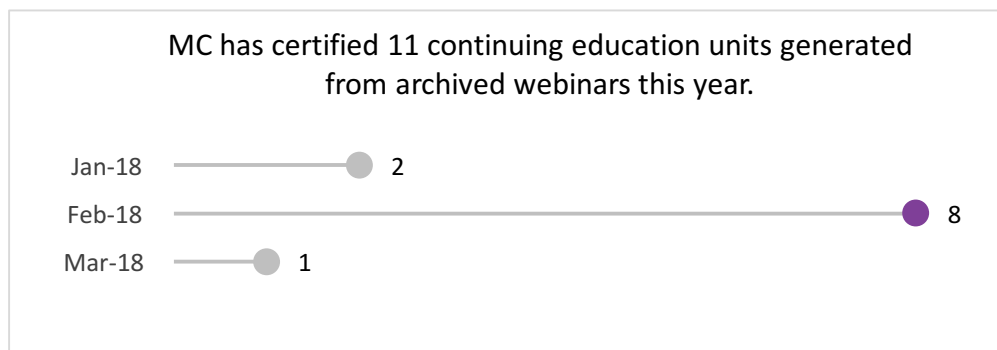 MC has certified 11 continuing education units generated
from archived webinars this year.
Jan-18 2
Feb-18 8
Mar-18 1